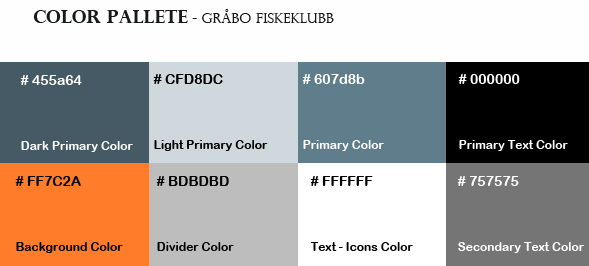 COLOR PALLETE - GRÅBO FISKEKLUBB
# 455a64
# CFD8DC
# 607d8b
# 000000
Dark Primary Color
Light Primary Color
Primary Color
Primary Text Color
# FF7C2A
# BDBDBD
# FFFFFF
# 757575
Background Color
Divider Color
Text - Icons Color
Secondary Text Color